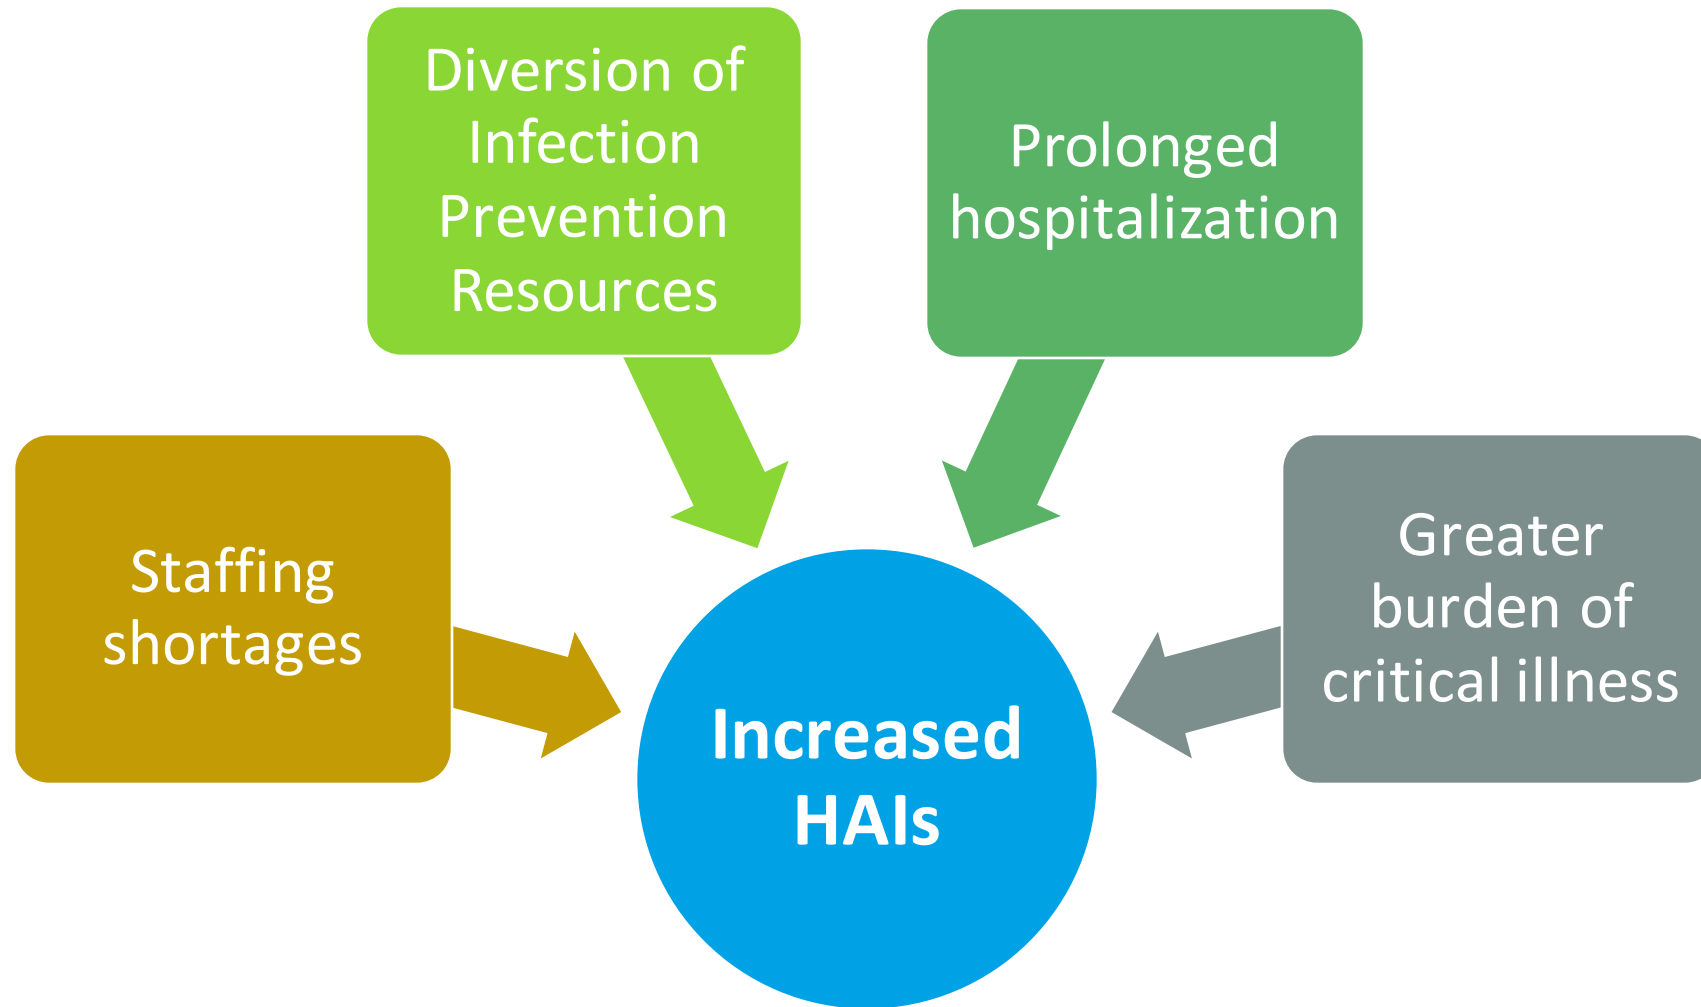 Diversion of
Infection
Prevention
Resources
Prolonged
hospitalization
Staffing
shortages
Greater
burden of
critical illness
Increased
HAIs